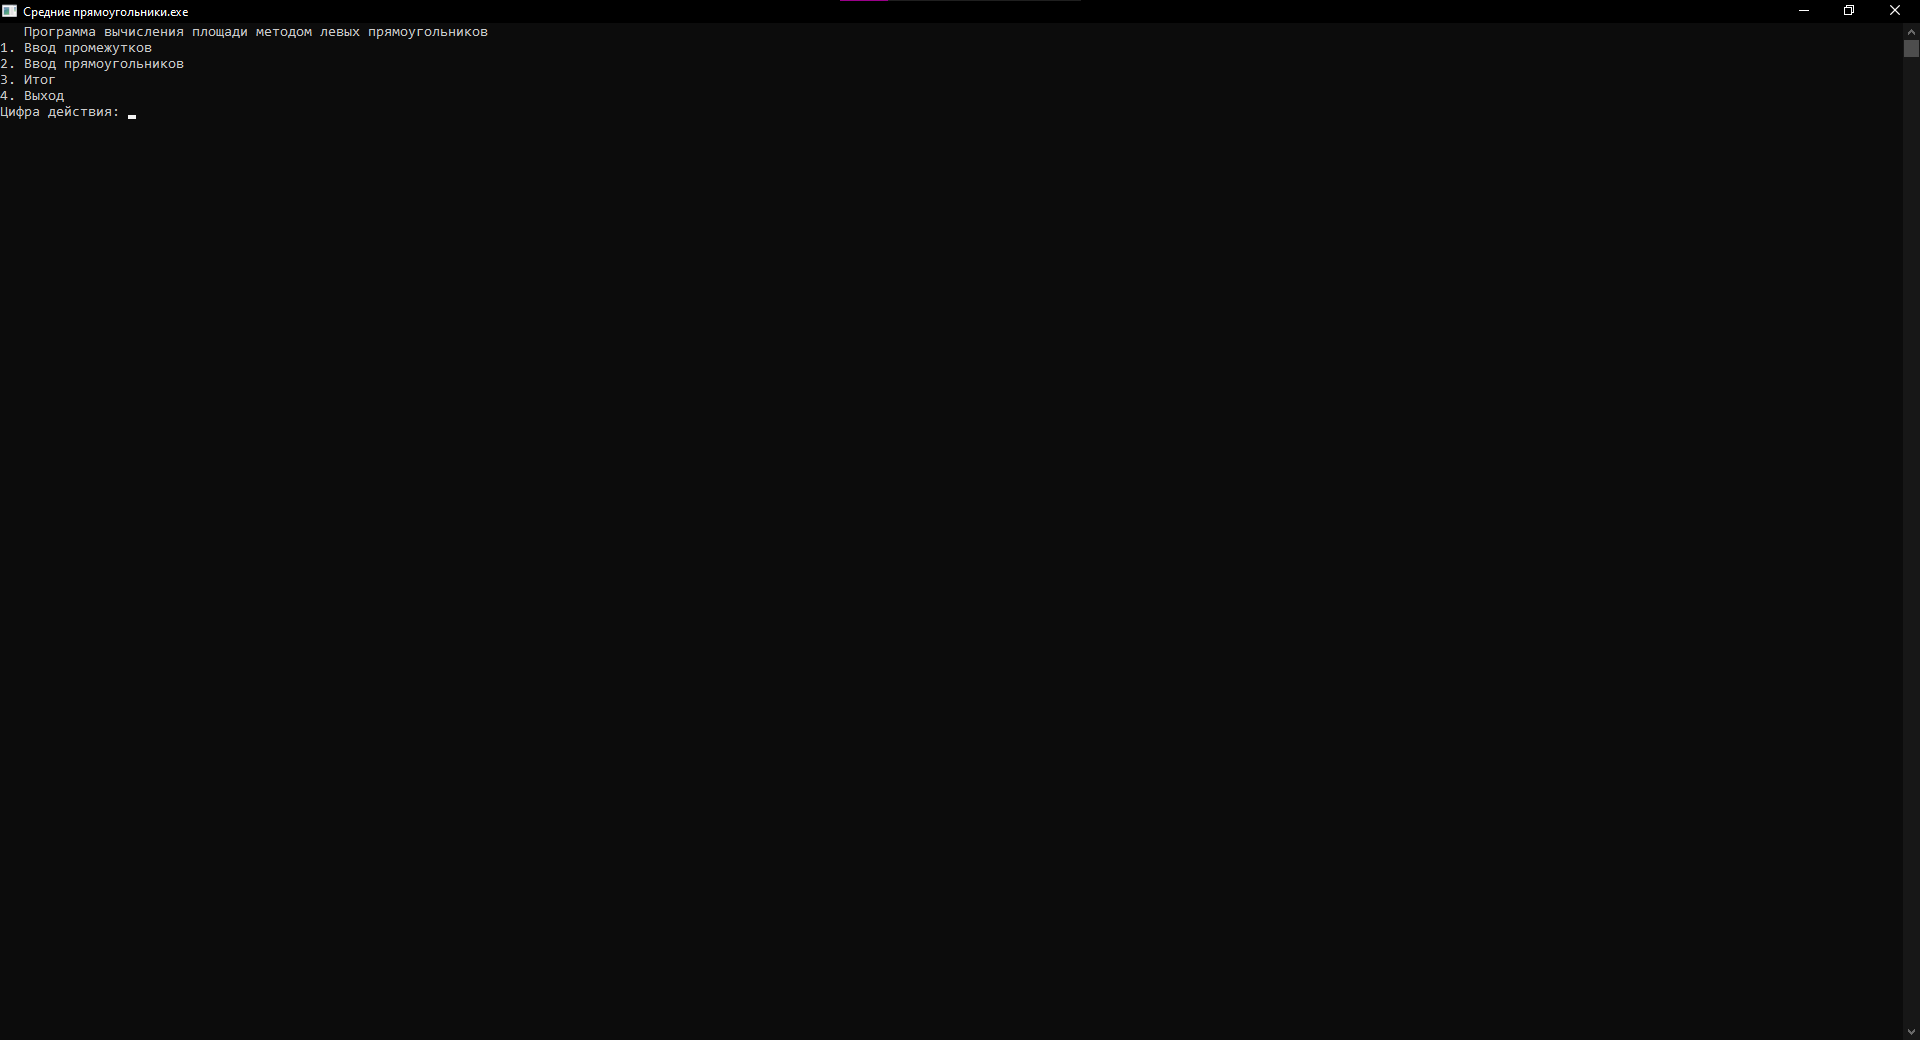 Средние прямоугольники.exe
Программа вычисления площади методом левых прямоугольников
1. Ввод промежутков
2. Ввод прямоугольников
3. Итог
4. Выход
Цифра действия: